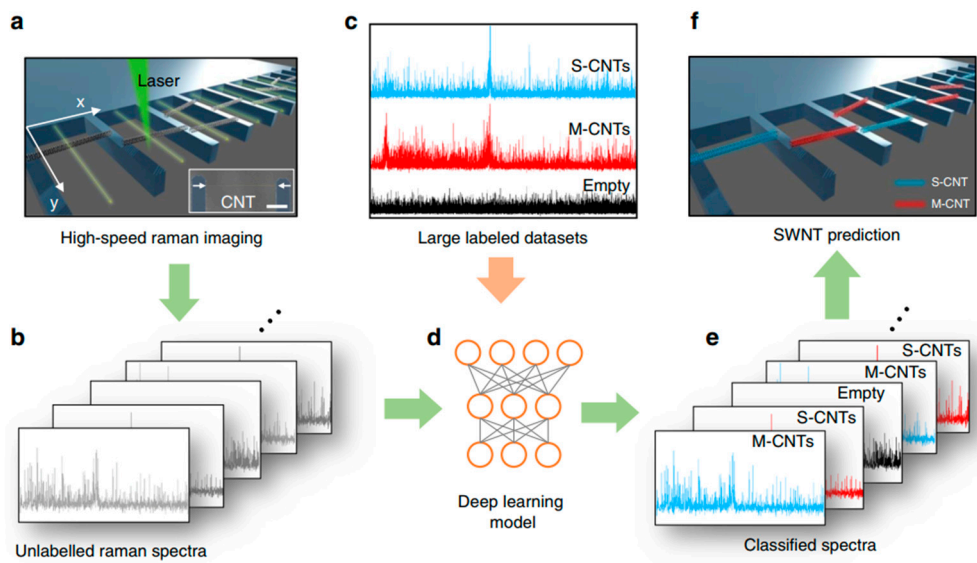 a
Laser
x
y
CNT
High-speed raman imaging
c
S-CNTs
M-CNTs
Empty
Large labeled datasets
f
S-CNT
M-CNT
SWNT prediction
b
Unlabelled raman spectra
d
Deep learning
model
e
S-CNTs
M-CNTs
Empty
S-CNTs
M-CNTs
Classified spectra